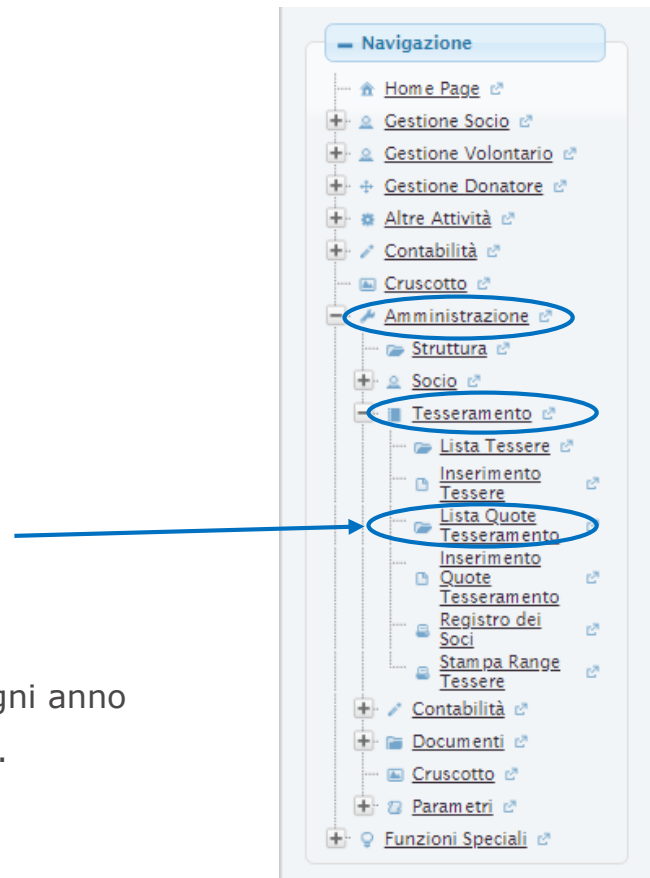 Navigazione
Home Page
Gestione Socio
Gestione Volontario
Gestione Donatore
Altre Attività
Contabilità
Cruscotto
Amministrazione
Struttura
Socio
Tesseramento
Lista Tessere
Inserimento
Tessere
Lista Quote
Tesseramento
Inserimento
Quote
Tesseramento
Registro dei
Soci
Stampa Range
Tessere
Contabilità
Documenti
Cruscotto
Parametri
Funzioni Speciali
gni anno
.